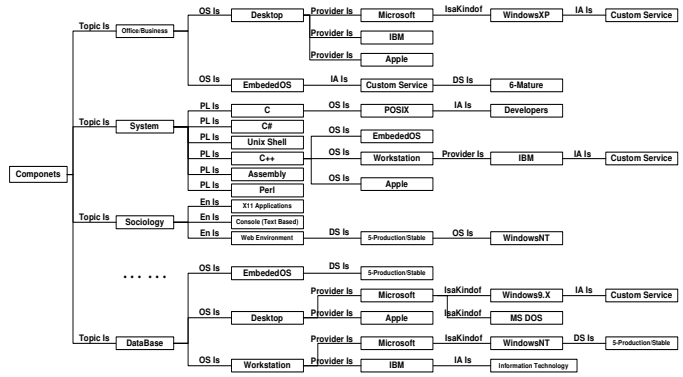 OS Is Desktop Provider Is Microsoft IsaKindof WindowsXP IA Is Custom Service
Topic Is Office/Business
Provider Is IBM
Provider Is Apple
OS Is EmbededOS IA Is Custom Service DS Is 6-Mature
PL Is C OS Is POSIX IA Is Developers
Topic Is System PL Is C#
PL Is Unix Shell OS Is EmbededOS
PL Is C++ OS Is Workstation Provider Is IBM IA Is Custom Service
Componets PL Is Assembly OS Is Apple
PL Is Perl
En Is X11 Applications
Topic Is Sociology En Is Console (Text Based)
En Is Web Environment DS Is 5-Production/Stable OS Is WindowsNT
... ...
OS Is EmbededOS DS Is 5-Production/Stable
Provider Is Microsoft IsaKindof Windows9.X IA Is Custom Service
OS Is Desktop Provider Is Apple IsaKindof MS DOS
Topic Is DataBase
Provider Is Microsoft IsaKindof WindowsNT DS Is 5-Production/Stable
OS Is Workstation Provider Is IBM IA Is Information Technology